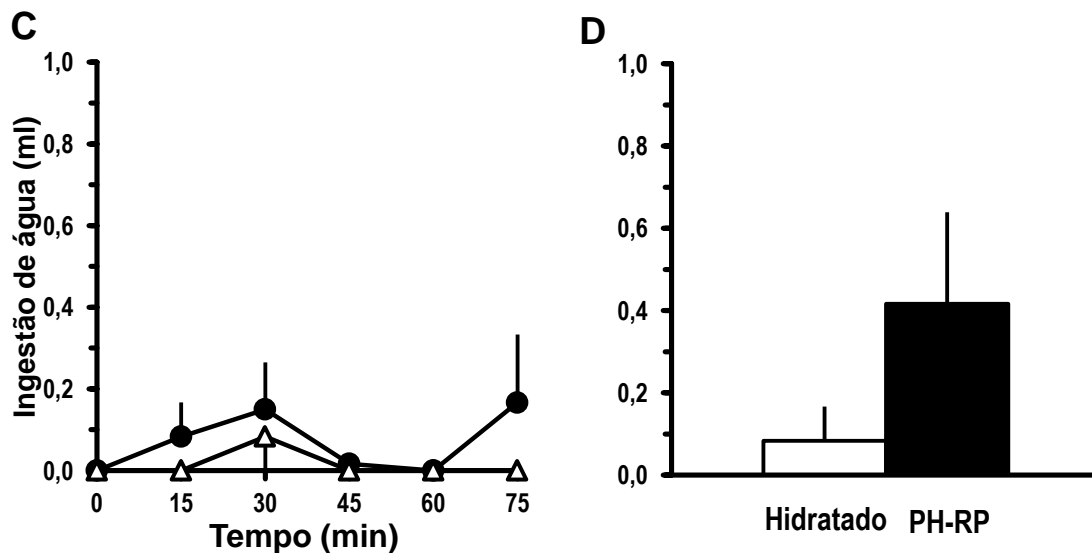 C
Ingestão de água (ml)
1,0
0,8
0,6
0,4
0,2
0,0
0 15 30 45 60 75
Tempo (min)
D
1,0
0,8
0,6
0,4
0,2
0,0
Hidratado PH-RP